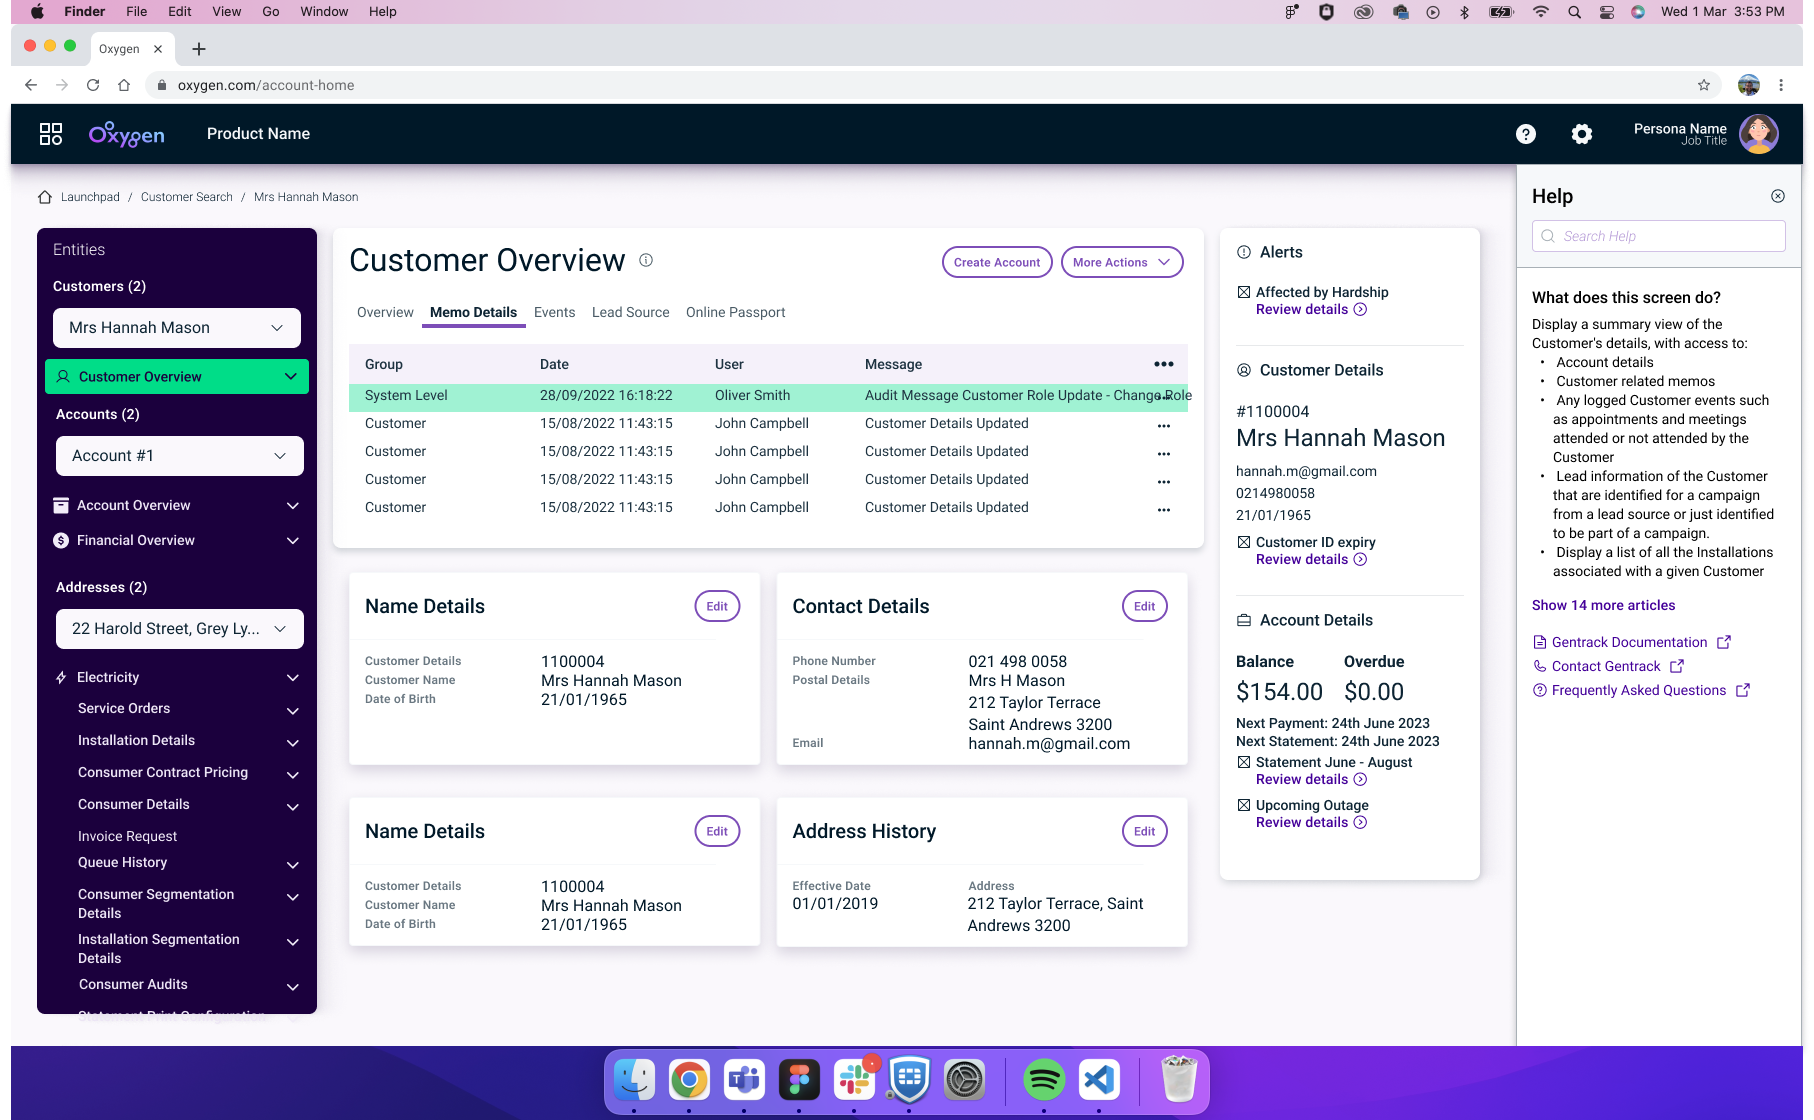 Finder File Edit View Go Window Help
Wed 1 Mar 3:53 PM
Oxygen
oxygen.com/account-home
Oxygen
Product Name
Persona Name
Job Title
Launchpad / Customer Search / Mrs Hannah Mason
Entities
Customers (2)
Mrs Hannah Mason
Customer Overview
Accounts (2)
Account #1
Account Overview
Financial Overview
Addresses (2)
22 Harold Street, Grey Ly...
Electricity
Service Orders
Installation Details
Consumer Contract Pricing
Consumer Details
Invoice Request
Queue History
Consumer Segmentation
Details
Installation Segmentation
Details
Consumer Audits
Statement Print Configuration
Customer Overview
Create Account
More Actions
Overview Memo Details Events Lead Source Online Passport
Group Date User Message
System Level 28/09/2022 16:18:22 Oliver Smith Audit Message Customer Role Update - Change Role
Customer 15/08/2022 11:43:15 John Campbell Customer Details Updated
Customer 15/08/2022 11:43:15 John Campbell Customer Details Updated
Customer 15/08/2022 11:43:15 John Campbell Customer Details Updated
Customer 15/08/2022 11:43:15 John Campbell Customer Details Updated
Name Details
Edit
Customer Details 1100004
Customer Name Mrs Hannah Mason
Date of Birth 21/01/1965
Contact Details
Edit
Phone Number 021 498 0058
Postal Details Mrs H Mason
212 Taylor Terrace
Saint Andrews 3200
Email hannah.m@gmail.com
Name Details
Edit
Customer Details 1100004
Customer Name Mrs Hannah Mason
Date of Birth 21/01/1965
Address History
Edit
Effective Date Address
01/01/2019 212 Taylor Terrace, Saint
Andrews 3200
Alerts
Affected by Hardship
Review details
Customer Details
#1100004
Mrs Hannah Mason
hannah.m@gmail.com
0214980058
21/01/1965
Customer ID expiry
Review details
Account Details
Balance Overdue
$154.00 $0.00
Next Payment: 24th June 2023
Next Statement: 24th June 2023
Statement June - August
Review details
Upcoming Outage
Review details
Help
Search Help
What does this screen do?
Display a summary view of the
Customer's details, with access to:
• Account details
• Customer related memos
• Any logged Customer events such
as appointments and meetings
attended or not attended by the
Customer
• Lead information of the Customer
that are identified for a campaign
from a lead source or just identified
to be part of a campaign.
• Display a list of all the Installations
associated with a given Customer
Show 14 more articles
Gentrack Documentation
Contact Gentrack
Frequently Asked Questions